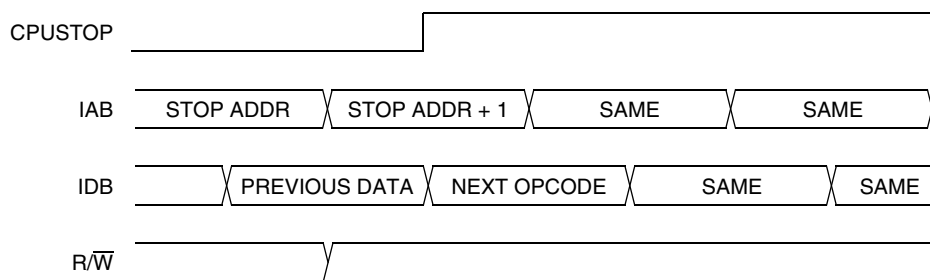 CPUSTOP
IAB STOP ADDR STOP ADDR + 1 SAME SAME
IDB PREVIOUS DATA NEXT OPCODE SAME SAME
R/W̅